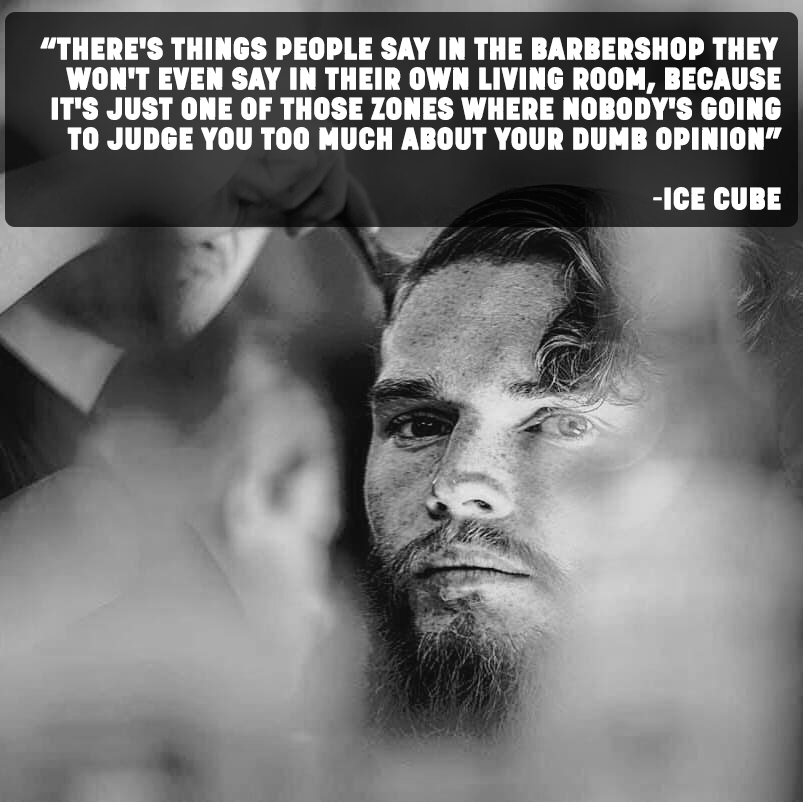 “THERE'S THINGS PEOPLE SAY IN THE BARBERSHOP THEY
WON'T EVEN SAY IN THEIR OWN LIVING ROOM, BECAUSE
IT'S JUST ONE OF THOSE ZONES WHERE NOBODY'S GOING
TO JUDGE YOU TOO MUCH ABOUT YOUR DUMB OPINION”
-ICE CUBE